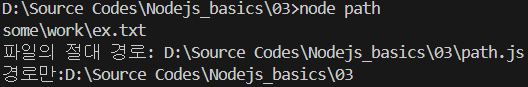 D:\Source Codes\Nodejs_basics\03>node path
some\work\ex.txt
파일의 절대 경로: D:\Source Codes\Nodejs_basics\03\path.js
경로만:D:\Source Codes\Nodejs_basics\03